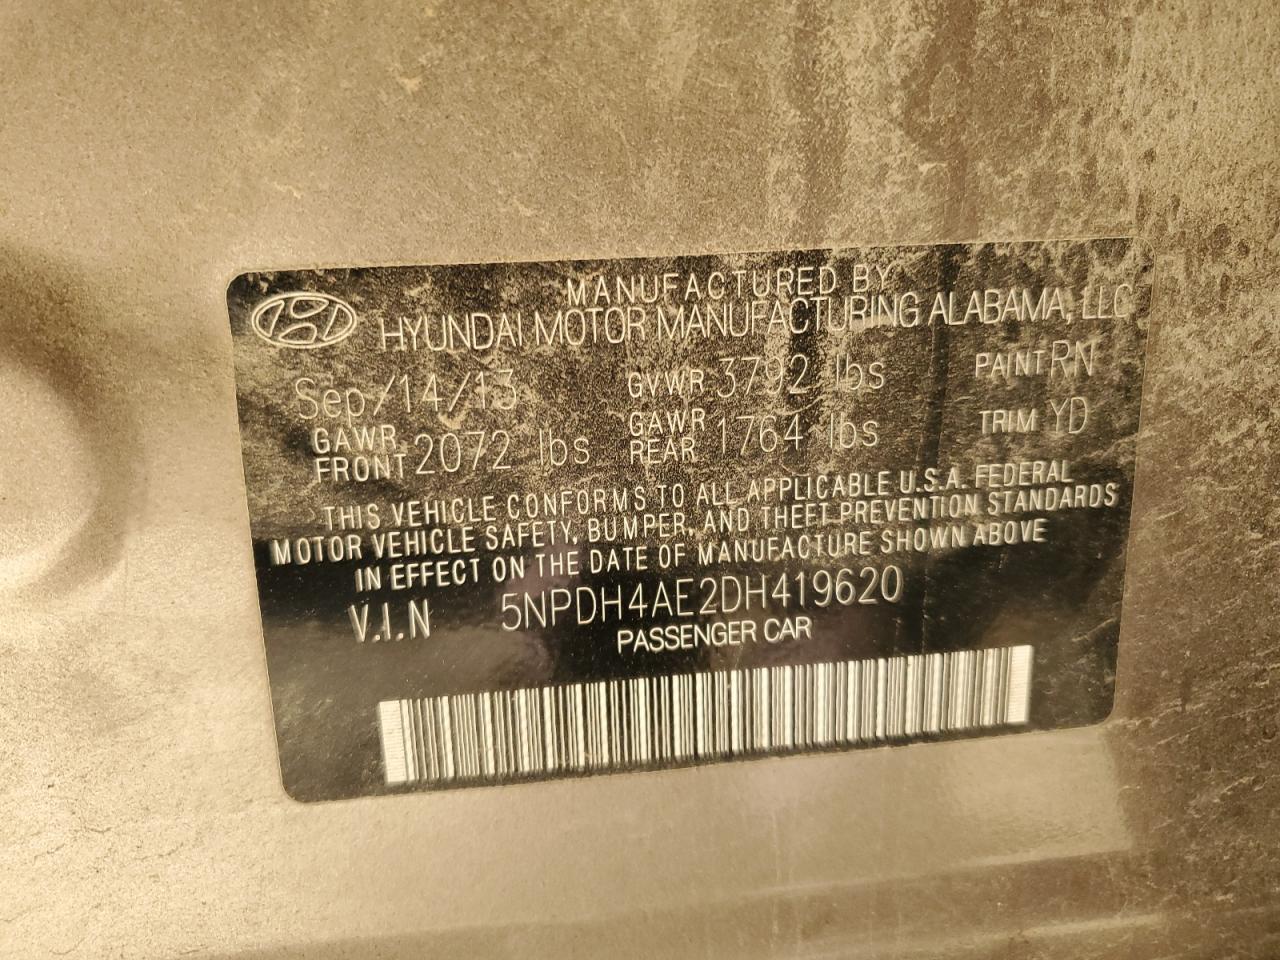 MANUFACTURED BY
HYUNDAI MOTOR MANUFACTURING ALABAMA, LLC
Sep/14/13 GVWR 3792 lbs PAINT RN
GAWR FRONT 2072 lbs GAWR REAR 1764 lbs TRIM YD
THIS VEHICLE CONFORMS TO ALL APPLICABLE U.S.A. FEDERAL
MOTOR VEHICLE SAFETY, BUMPER, AND THEFT PREVENTION STANDARDS
IN EFFECT ON THE DATE OF MANUFACTURE SHOWN ABOVE
V.I.N 5NPDH4AE2DH419620
PASSENGER CAR